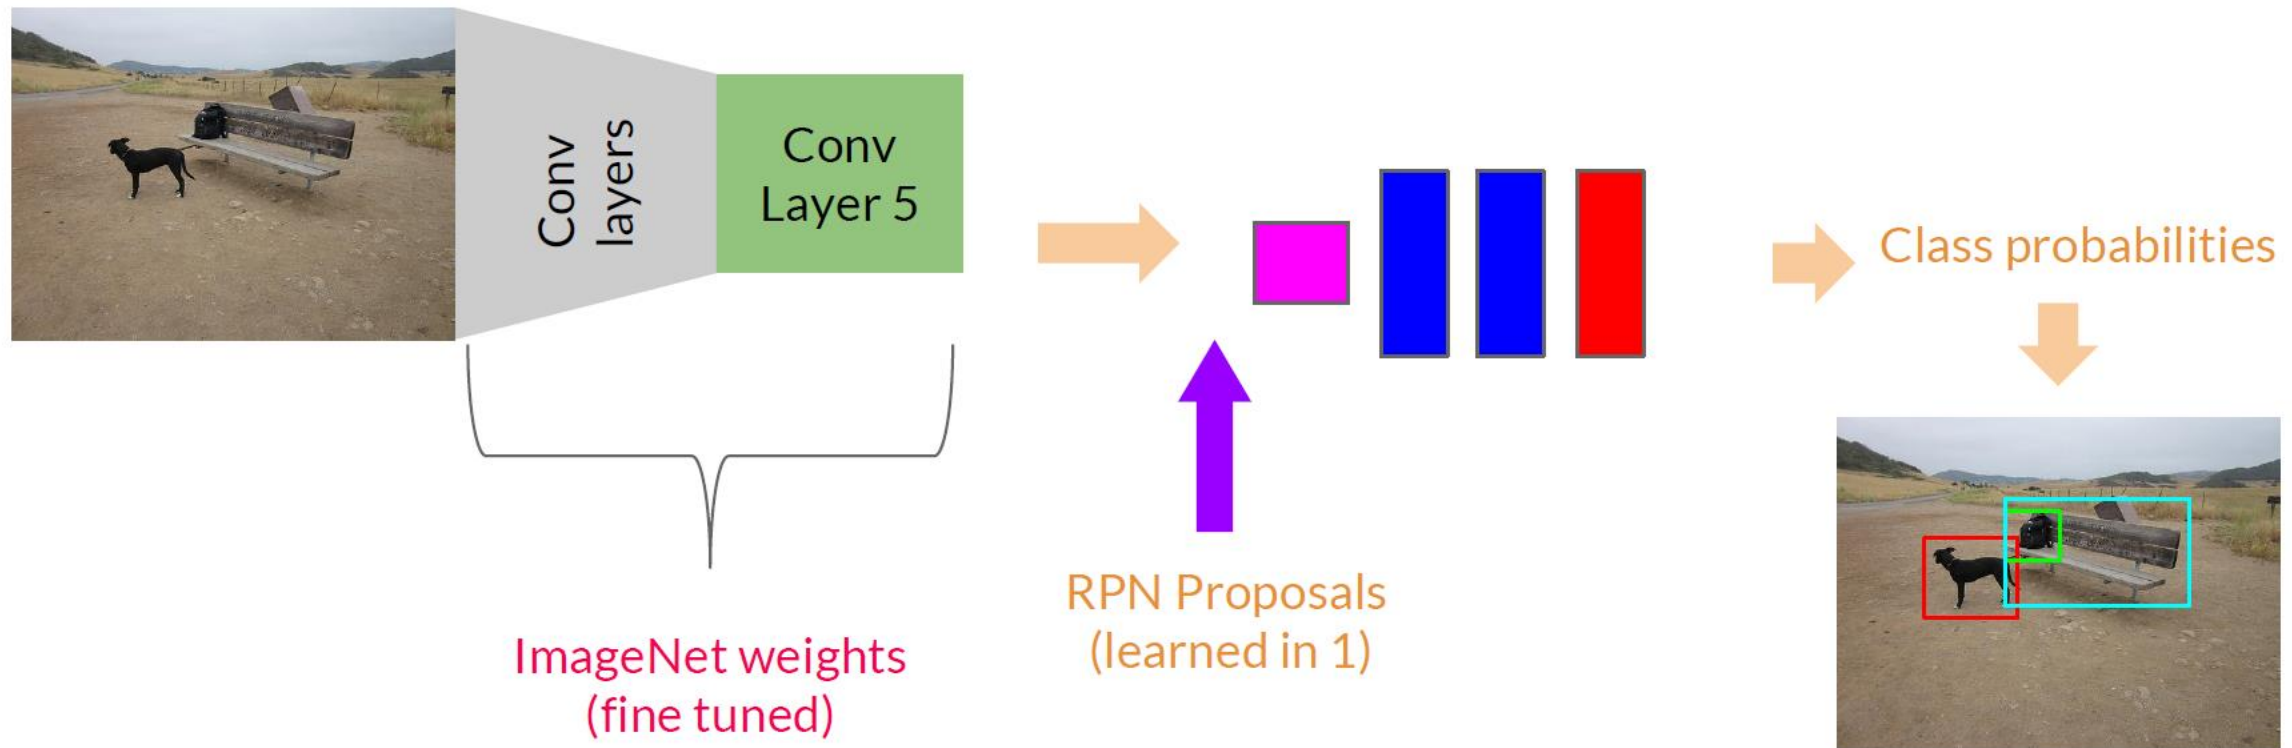 Conv
layers
Conv
Layer 5
Class probabilities
RPN Proposals
(learned in 1)
ImageNet weights
(fine tuned)